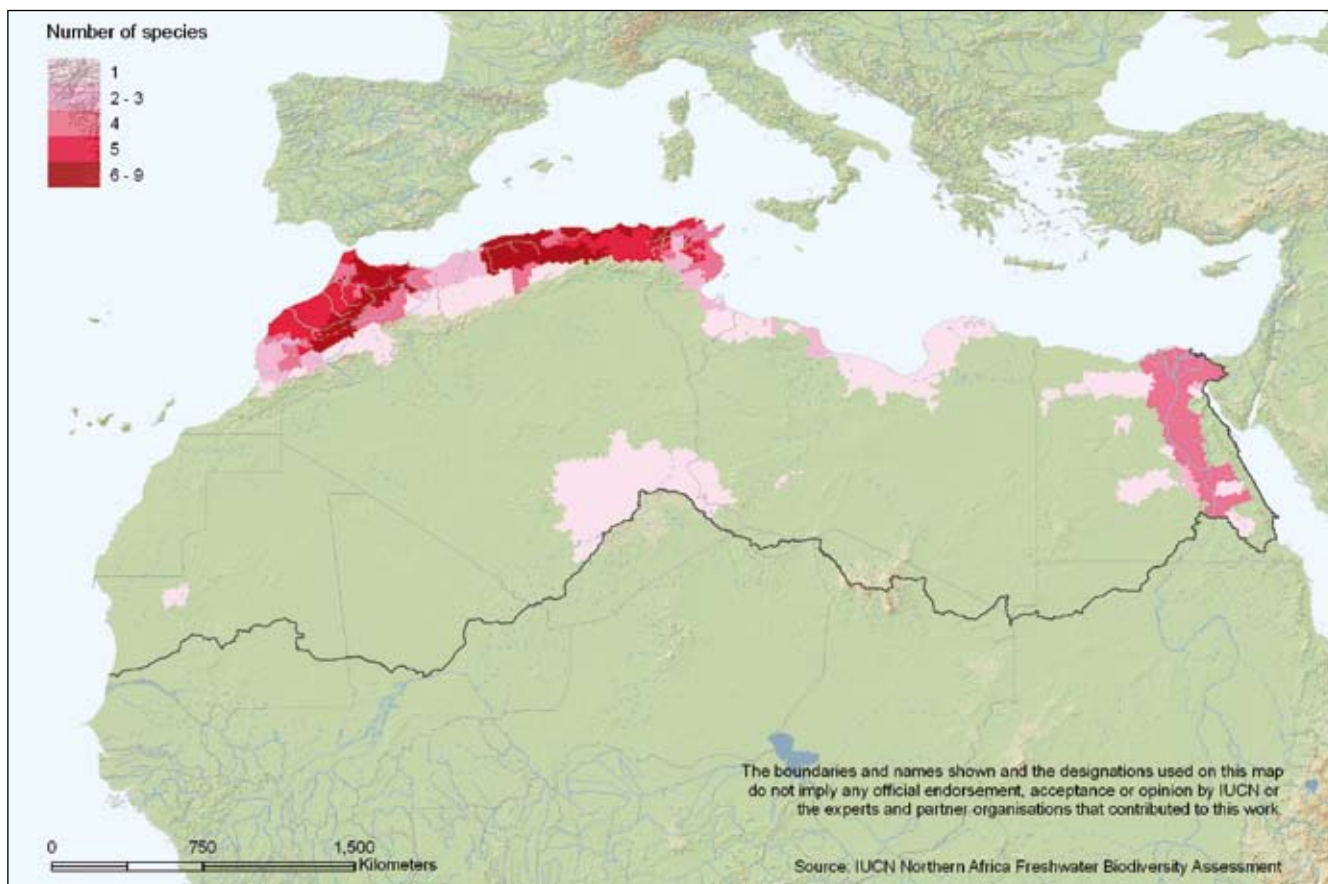 Number of species
1
2 - 3
4
5
6 - 9
The boundaries and names shown and the designations used on this map
do not imply any official endorsement, acceptance or opinion by IUCN or
the experts and partner organisations that contributed to this work.
0 750 1,500
Kilometers
Source: IUCN Northern Africa Freshwater Biodiversity Assessment